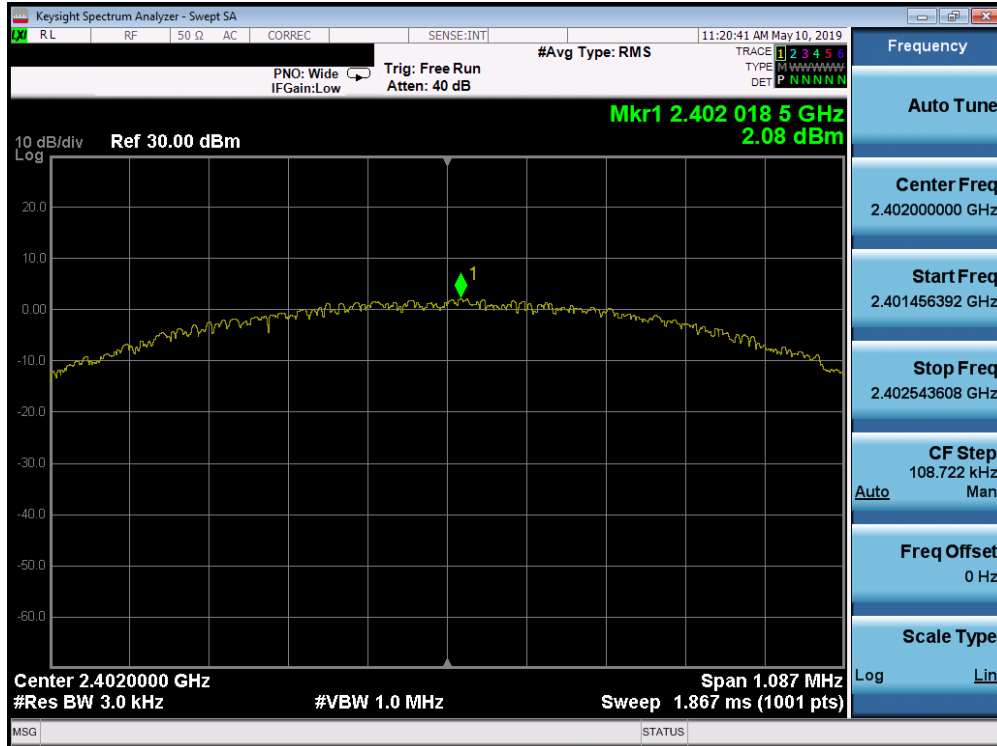 Keysight Spectrum Analyzer - Swept SA
LXI RL RF 50 Ω AC CORREC SENSE:INT 11:20:41 AM May 10, 2019
Frequency
#Avg Type: RMS
TRACE 1 2 3 4 5 6
PNO: Wide Trig: Free Run
TYPE M WWWWW
IFGain:Low Atten: 40 dB
DET P N N N N N
Auto Tune
Mkr1 2.402 018 5 GHz
2.08 dBm
10 dB/div Ref 30.00 dBm
Log
Center Freq
2.402000000 GHz
20.0
10.0
1
Start Freq
2.401456392 GHz
0.00
-10.0
Stop Freq
2.402543608 GHz
-20.0
-30.0
CF Step
108.722 kHz
Auto Man
-40.0
-50.0
Freq Offset
0 Hz
-60.0
Scale Type
Log Lin
Center 2.4020000 GHz Span 1.087 MHz
#Res BW 3.0 kHz #VBW 1.0 MHz Sweep 1.867 ms (1001 pts)
MSG STATUS